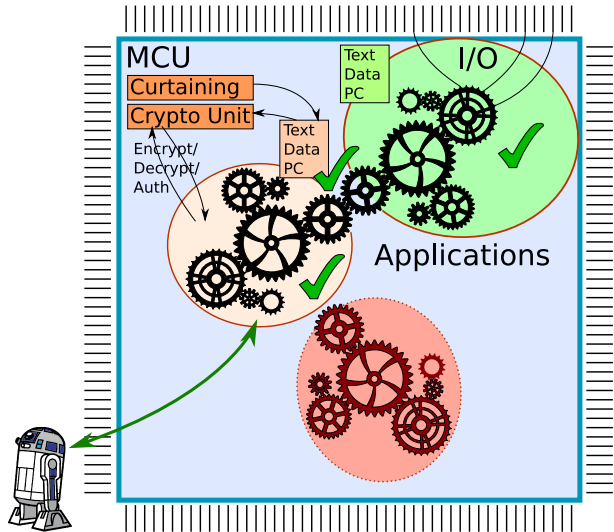 MCU
I/O
Curtaining
Crypto Unit
Encrypt/
Decrypt/
Auth
Text
Data
PC
Text
Data
PC
Applications